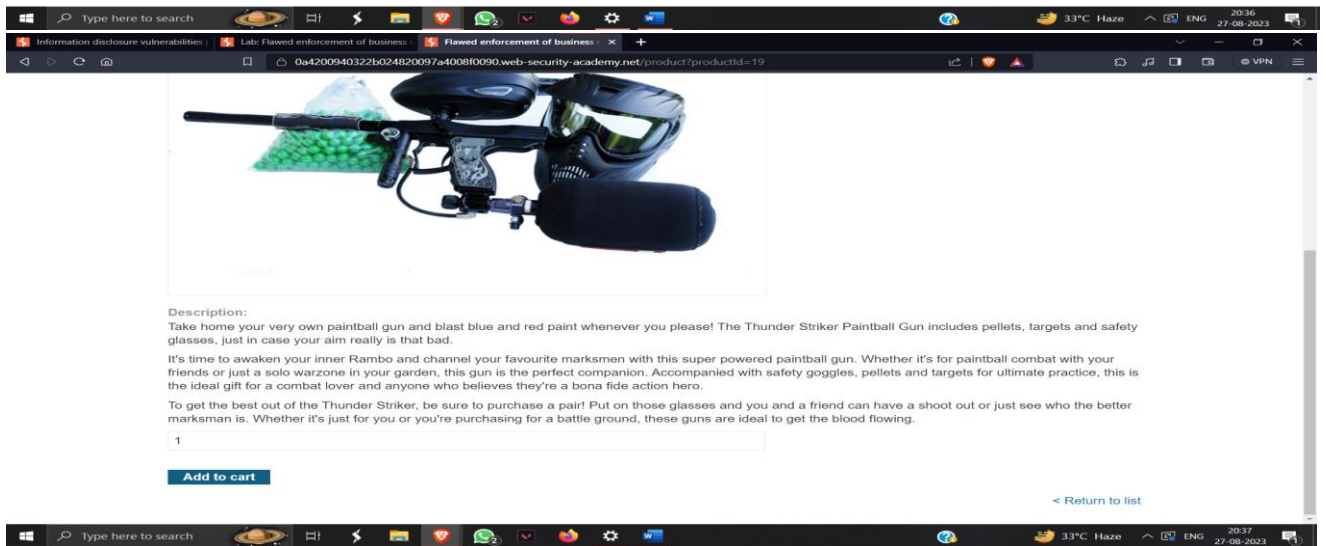 Type here to search
33°C Haze
ENG
20:36
27-08-2023
Information disclosure vulnerabilities |
Lab: Flawed enforcement of business
Flawed enforcement of business
0a4200940322b024820097a4008f0090.web-security-academy.net/product?productId=19
VPN
Description:
Take home your very own paintball gun and blast blue and red paint whenever you please! The Thunder Striker Paintball Gun includes pellets, targets and safety
glasses, just in case your aim really is that bad.
It's time to awaken your inner Rambo and channel your favourite marksmen with this super powered paintball gun. Whether it's for paintball combat with your
friends or just a solo warzone in your garden, this gun is the perfect companion. Accompanied with safety goggles, pellets and targets for ultimate practice, this is
the ideal gift for a combat lover and anyone who believes they're a bona fide action hero.
To get the best out of the Thunder Striker, be sure to purchase a pair! Put on those glasses and you and a friend can have a shoot out or just see who the better
marksman is. Whether it's just for you or you're purchasing for a battle ground, these guns are ideal to get the blood flowing.
1
Add to cart
< Return to list
Type here to search
33°C Haze
ENG
20:37
27-08-2023